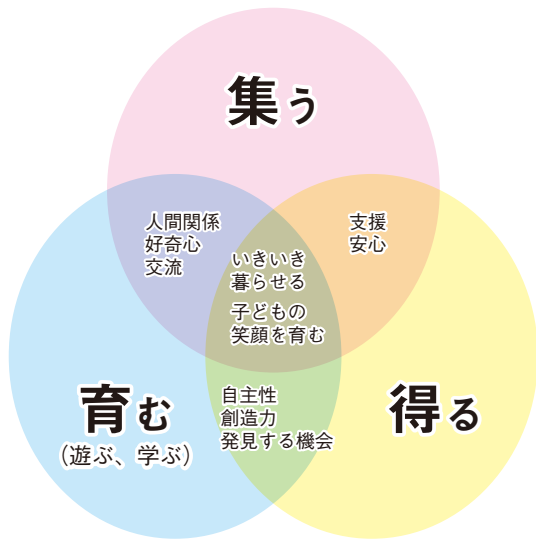 集う
人間関係
好奇心
交流
支援
安心
いきいき
暮らせる
子どもの
笑顔を育む
育む
（遊ぶ、学ぶ）
自主性
創造力
発見する機会
得る